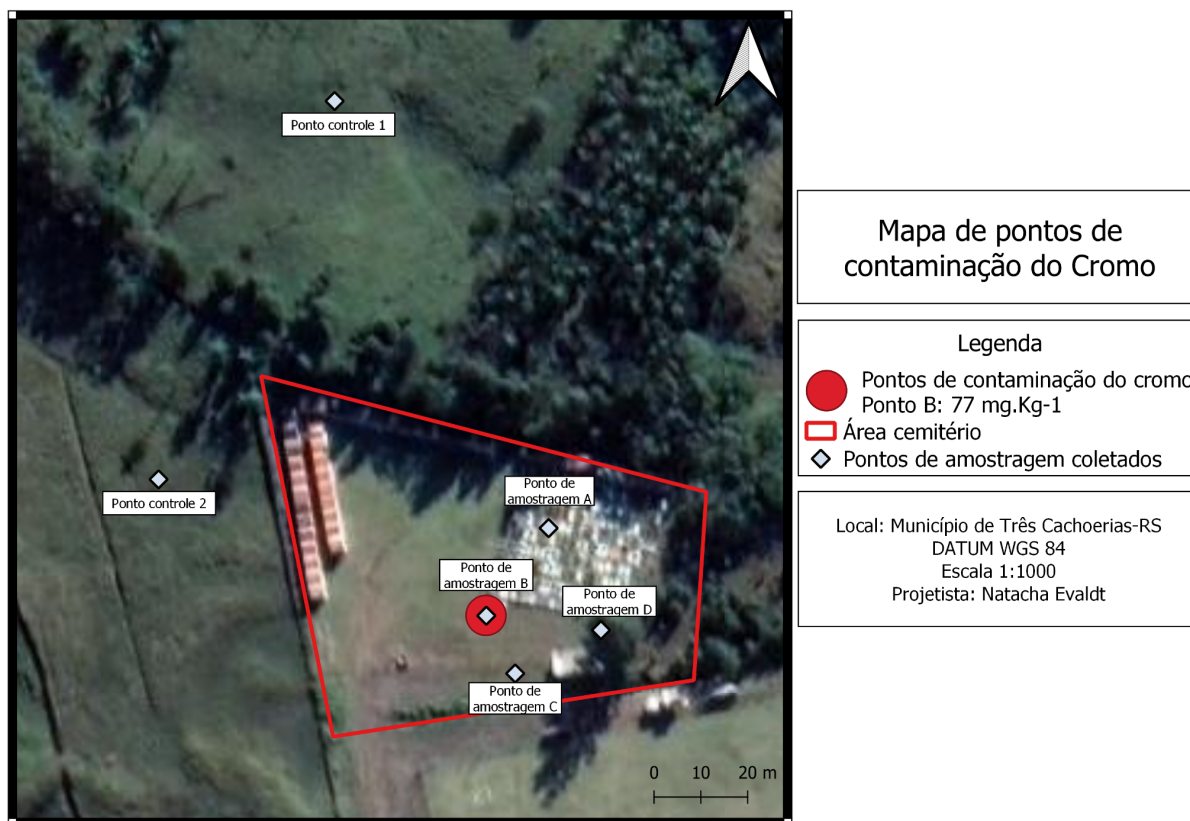 Ponto controle 1
Mapa de pontos de
contaminação do Cromo
Legenda
Pontos de contaminação do cromo
Ponto B: 77 mg.Kg-1
Área cemitério
Pontos de amostragem coletados
Ponto controle 2
Ponto de
amostragem A
Ponto de
amostragem B
Ponto de
amostragem D
Ponto de
amostragem C
Local: Município de Três Cachoerias-RS
DATUM WGS 84
Escala 1:1000
Projetista: Natacha Evaldt
0 10 20 m